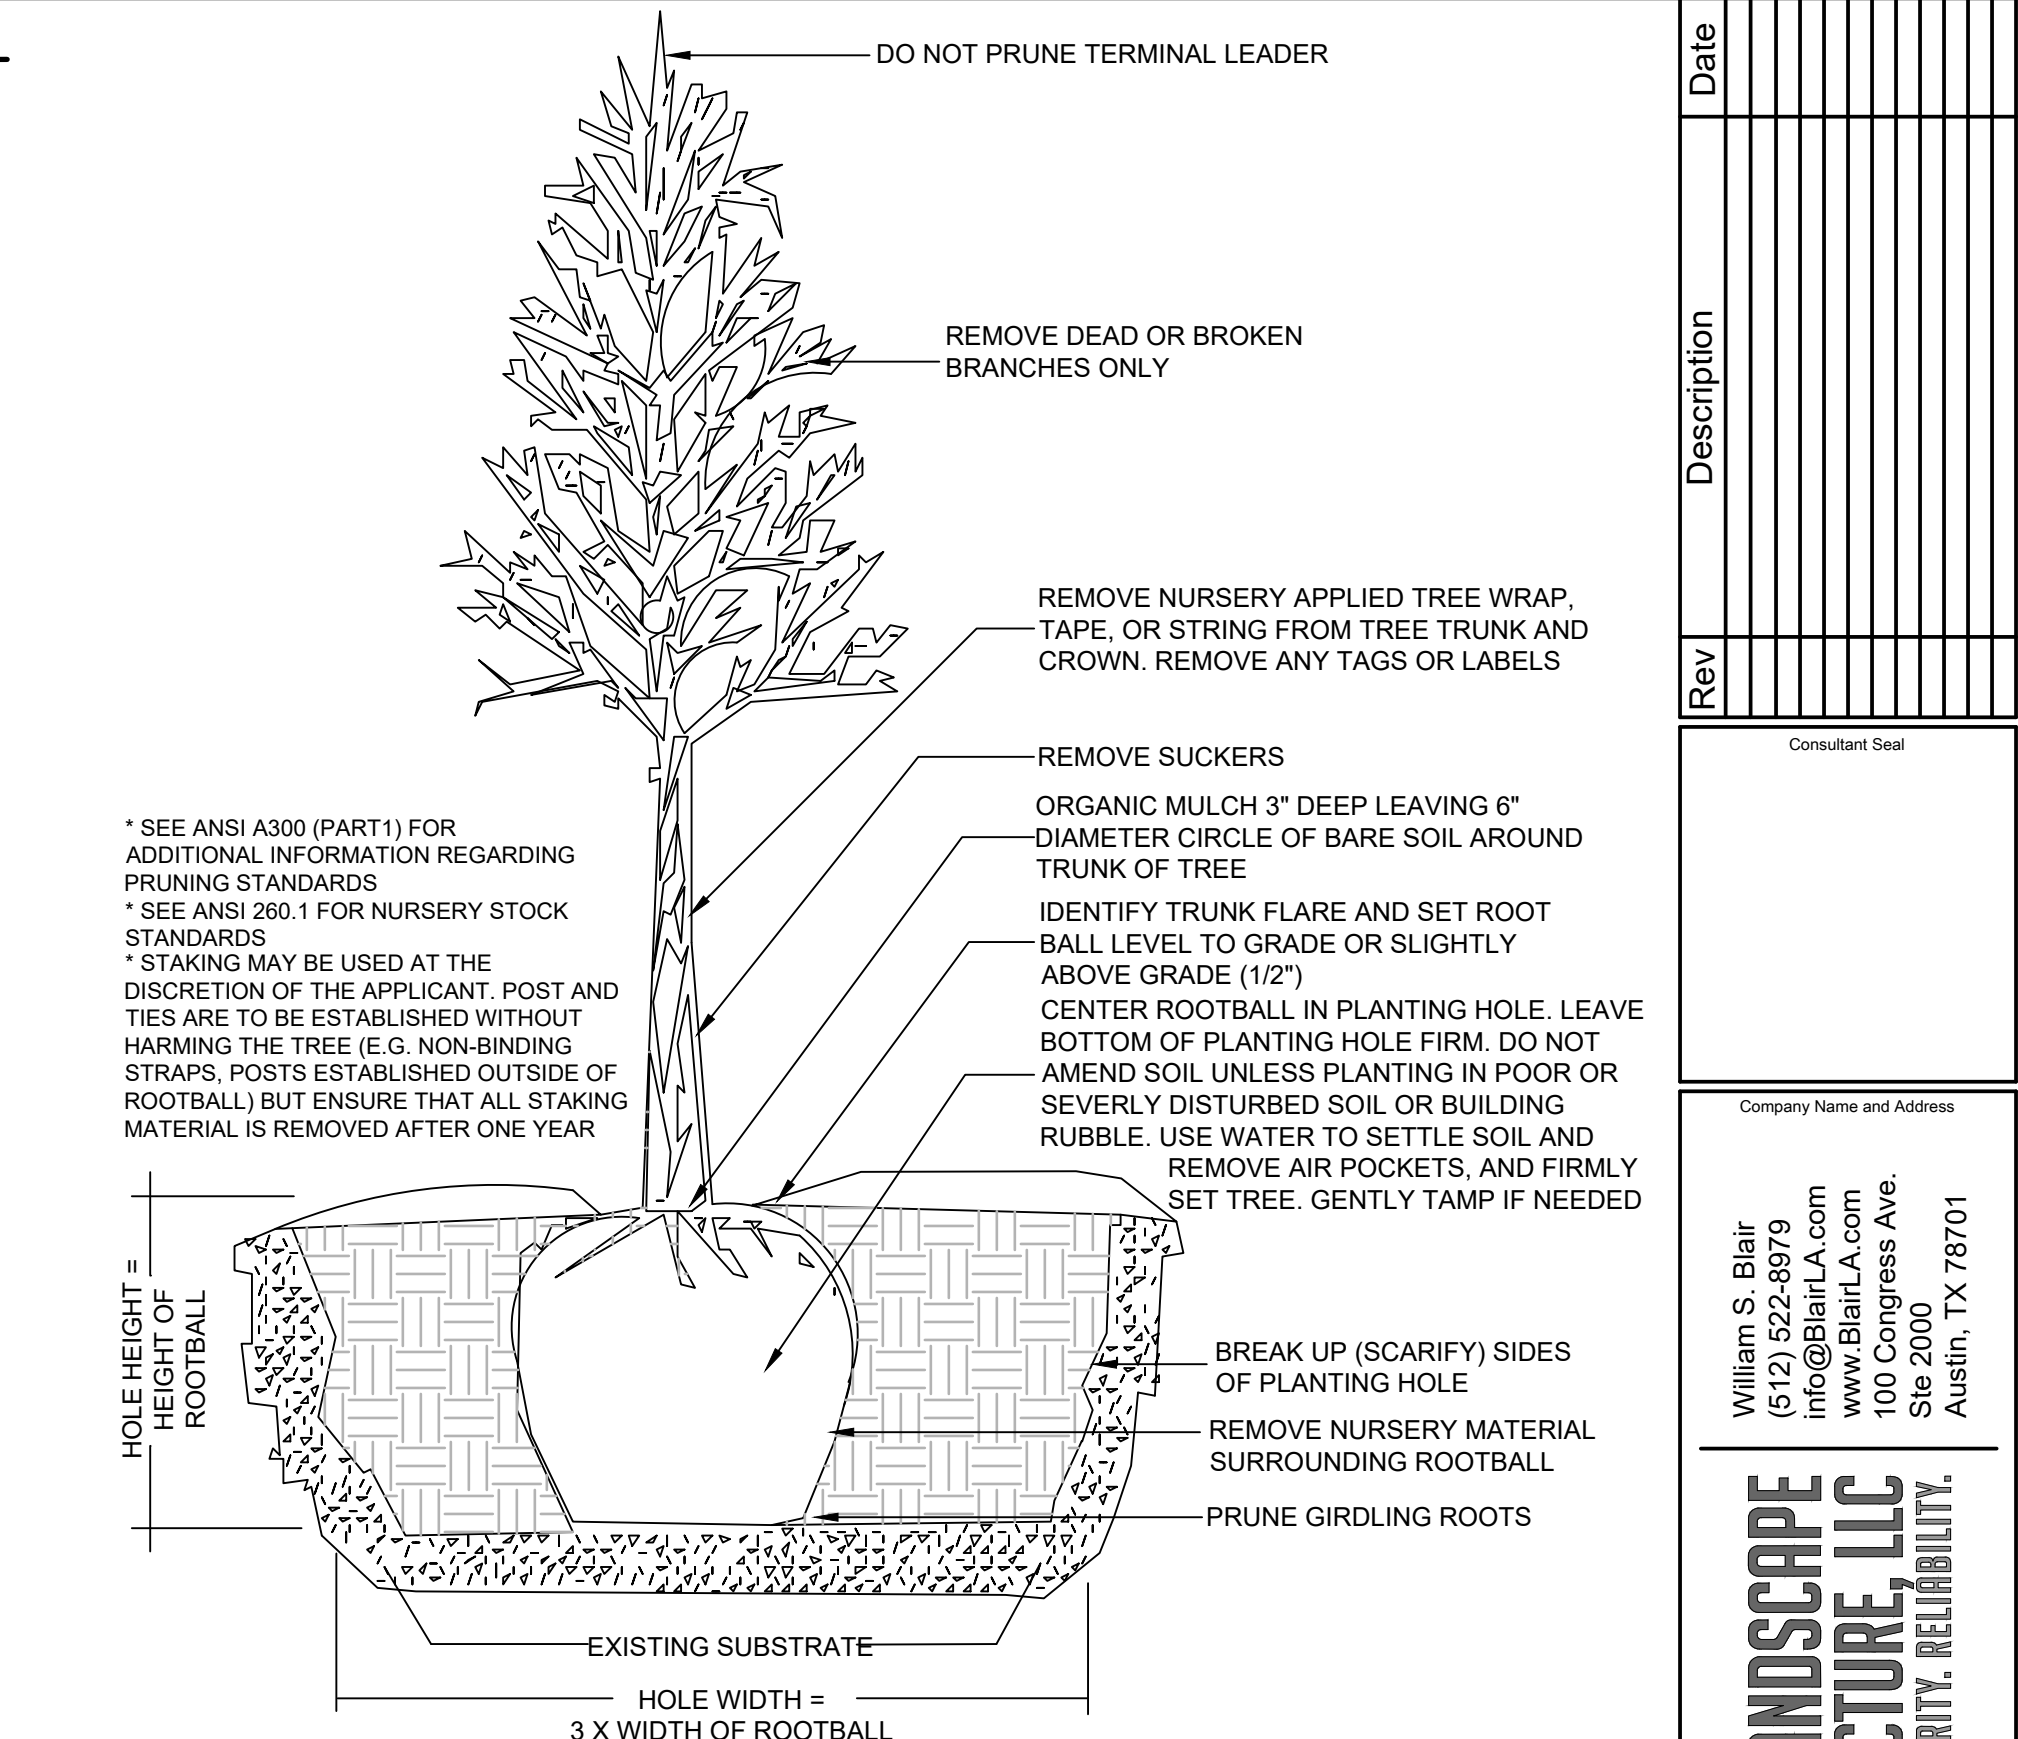 DO NOT PRUNE TERMINAL LEADER
REMOVE DEAD OR BROKEN
BRANCHES ONLY
REMOVE NURSERY APPLIED TREE WRAP,
TAPE, OR STRING FROM TREE TRUNK AND
CROWN. REMOVE ANY TAGS OR LABELS
REMOVE SUCKERS
ORGANIC MULCH 3" DEEP LEAVING 6"
DIAMETER CIRCLE OF BARE SOIL AROUND
TRUNK OF TREE
IDENTIFY TRUNK FLARE AND SET ROOT
BALL LEVEL TO GRADE OR SLIGHTLY
ABOVE GRADE (1/2")
CENTER ROOTBALL IN PLANTING HOLE. LEAVE
BOTTOM OF PLANTING HOLE FIRM. DO NOT
AMEND SOIL UNLESS PLANTING IN POOR OR
SEVERLY DISTURBED SOIL OR BUILDING
RUBBLE. USE WATER TO SETTLE SOIL AND
REMOVE AIR POCKETS, AND FIRMLY
SET TREE. GENTLY TAMP IF NEEDED
* SEE ANSI A300 (PART1) FOR
ADDITIONAL INFORMATION REGARDING
PRUNING STANDARDS
* SEE ANSI 260.1 FOR NURSERY STOCK
STANDARDS
* STAKING MAY BE USED AT THE
DISCRETION OF THE APPLICANT. POST AND
TIES ARE TO BE ESTABLISHED WITHOUT
HARMING THE TREE (E.G. NON-BINDING
STRAPS, POSTS ESTABLISHED OUTSIDE OF
ROOTBALL) BUT ENSURE THAT ALL STAKING
MATERIAL IS REMOVED AFTER ONE YEAR
HOLE HEIGHT =
HEIGHT OF
ROOTBALL
BREAK UP (SCARIFY) SIDES
OF PLANTING HOLE
REMOVE NURSERY MATERIAL
SURROUNDING ROOTBALL
PRUNE GIRDLING ROOTS
EXISTING SUBSTRATE
HOLE WIDTH =
3 X WIDTH OF ROOTBALL
Date
Description
Rev
Consultant Seal
Company Name and Address
William S. Blair
(512) 522-8979
info@BlairLA.com
www.BlairLA.com
100 Congress Ave.
Ste 2000
Austin, TX 78701
NDSCAPE
CTURE, LLC
RITY. RELIABILITY.